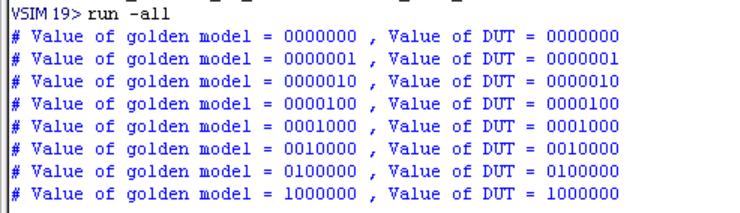 VSIM 19> run -all
# Value of golden model = 0000000 , Value of DUT = 0000000
# Value of golden model = 0000001 , Value of DUT = 0000001
# Value of golden model = 0000010 , Value of DUT = 0000010
# Value of golden model = 0000100 , Value of DUT = 0000100
# Value of golden model = 0001000 , Value of DUT = 0001000
# Value of golden model = 0010000 , Value of DUT = 0010000
# Value of golden model = 0100000 , Value of DUT = 0100000
# Value of golden model = 1000000 , Value of DUT = 1000000